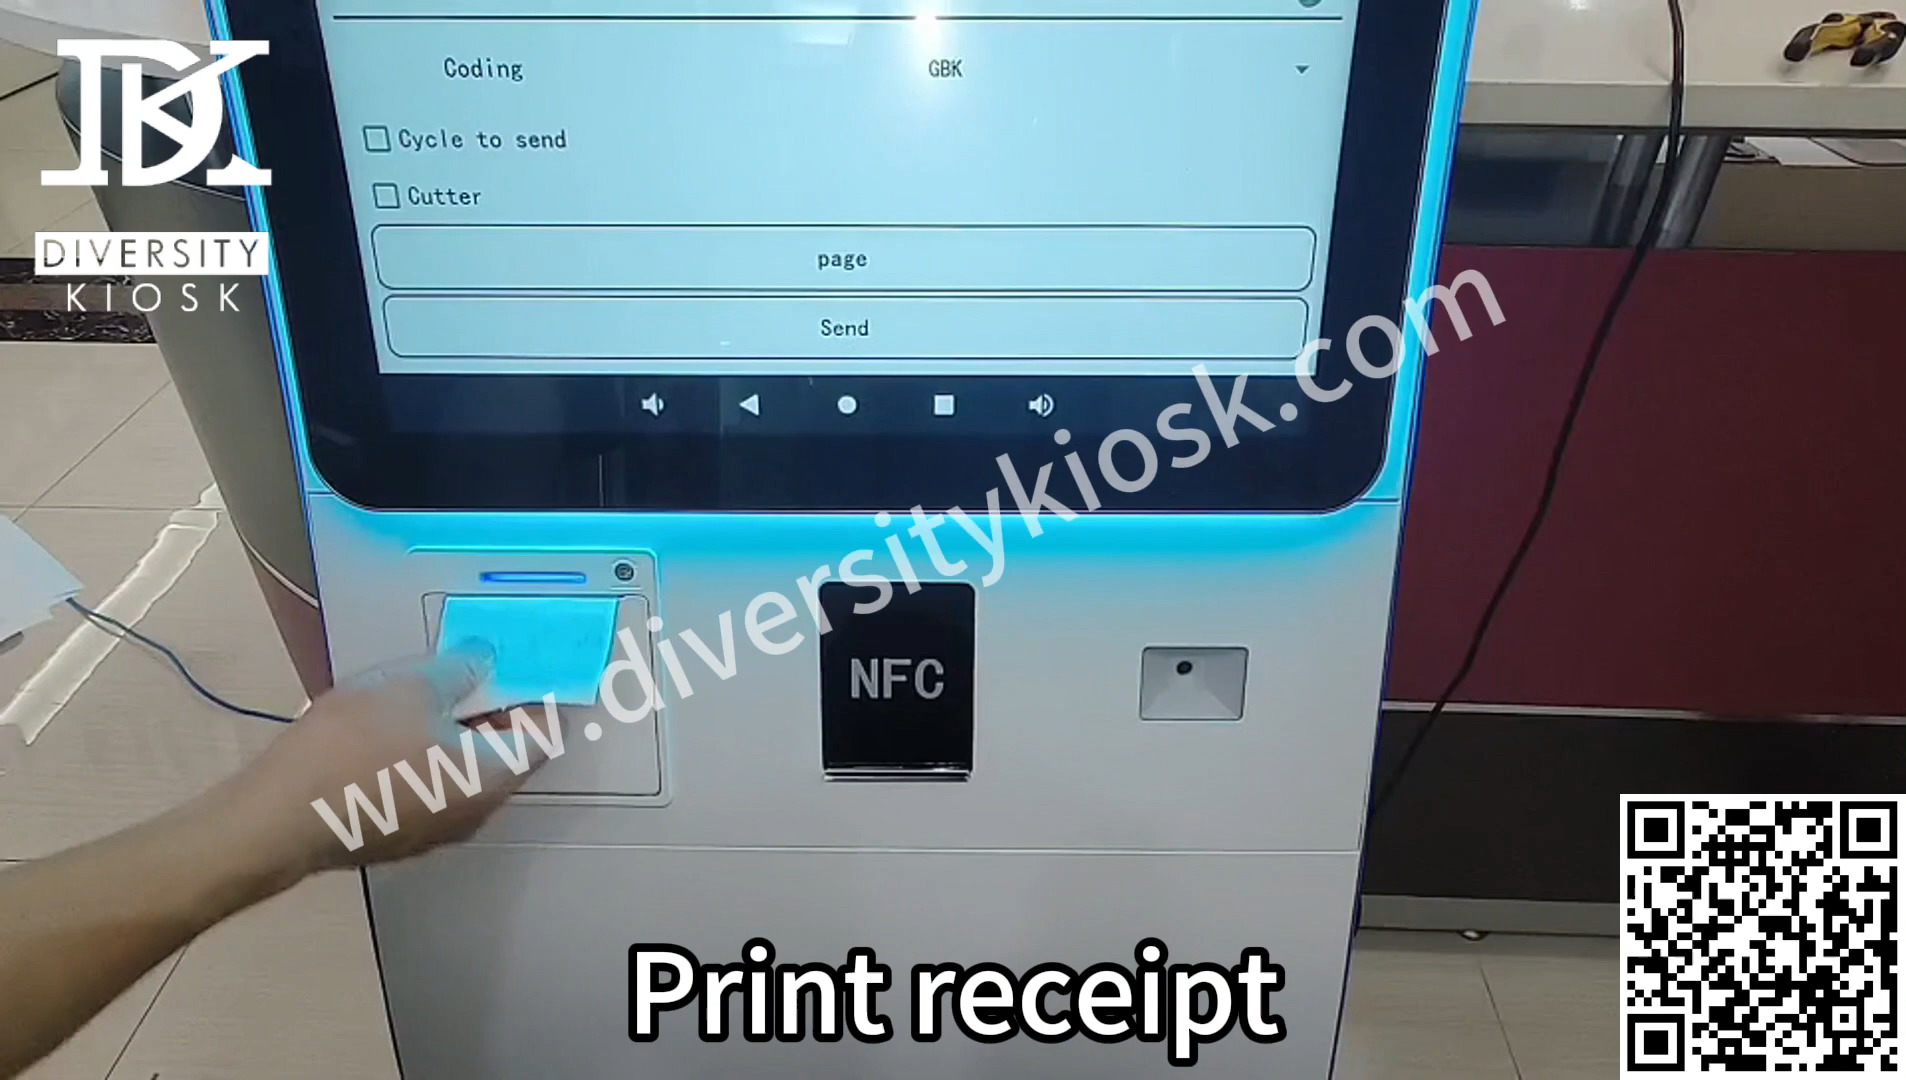 DK
DIVERSITY
KIOSK
Coding GBK
Cycle to send
Cutter
page
Send
www.diversitykiosk.com
NFC
Print receipt